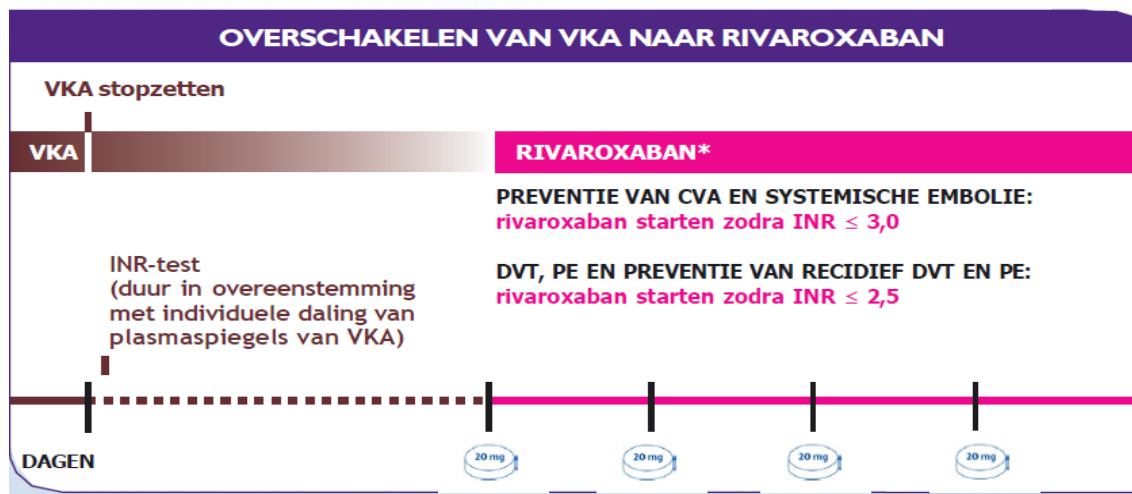 OVERSCHAKELEN VAN VKA NAAR RIVAROXABAN
VKA stopzetten
VKA
RIVAROXABAN*
PREVENTIE VAN CVA EN SYSTEMISCHE EMBOLIE:
rivaroxaban starten zodra INR ≤ 3,0
INR-test
(duur in overeenstemming
met individuele daling van
plasmaspiegels van VKA)
DVT, PE EN PREVENTIE VAN RECIDIEF DVT EN PE:
rivaroxaban starten zodra INR ≤ 2,5
DAGEN
20 mg
20 mg
20 mg
20 mg